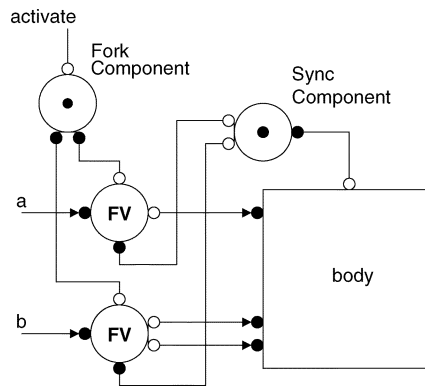 activate
Fork
Component
Sync
Component
a
FV
body
b
FV